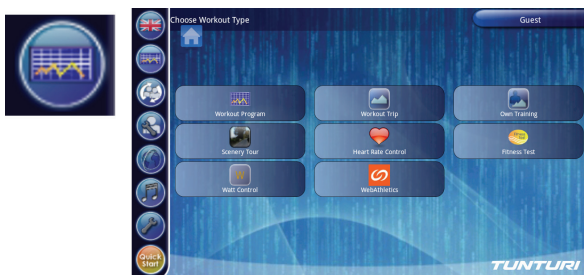 Choose Workout Type
Guest
Workout Program
Workout Trip
Own Training
Scenery Tour
Heart Rate Control
Fitness Test
Watt Control
WebAthletics
Quick
Start
TUNTURI